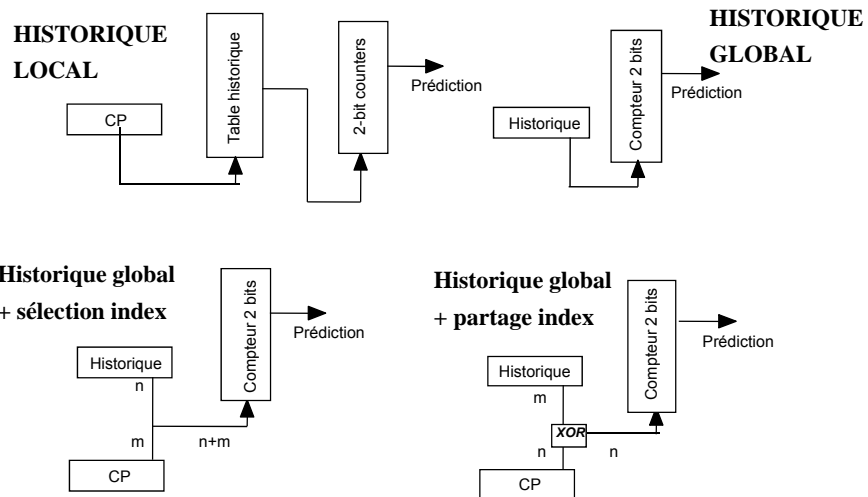 HISTORIQUE
LOCAL
CP
Table historique
2-bit counters
Prédiction
HISTORIQUE
GLOBAL
Historique
Compteur 2 bits
Prédiction
Historique global
+ sélection index
Historique
n
m
n+m
CP
Compteur 2 bits
Prédiction
Historique global
+ partage index
Historique
m
XOR
n
n
CP
Compteur 2 bits
Prédiction